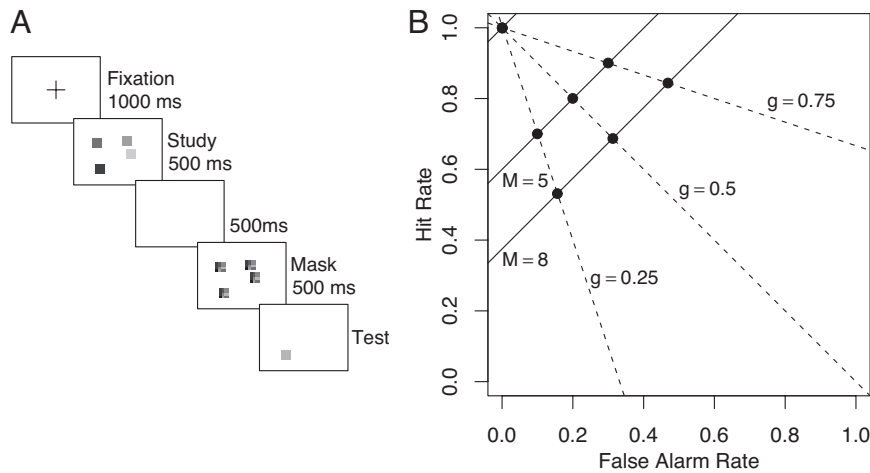 A
Fixation
1000 ms
Study
500 ms
500ms
Mask
500 ms
Test
B
Hit Rate
1.0
0.8
0.6
0.4
0.2
0.0
g = 0.75
M = 5
g = 0.5
M = 8
g = 0.25
0.0 0.2 0.4 0.6 0.8 1.0
False Alarm Rate